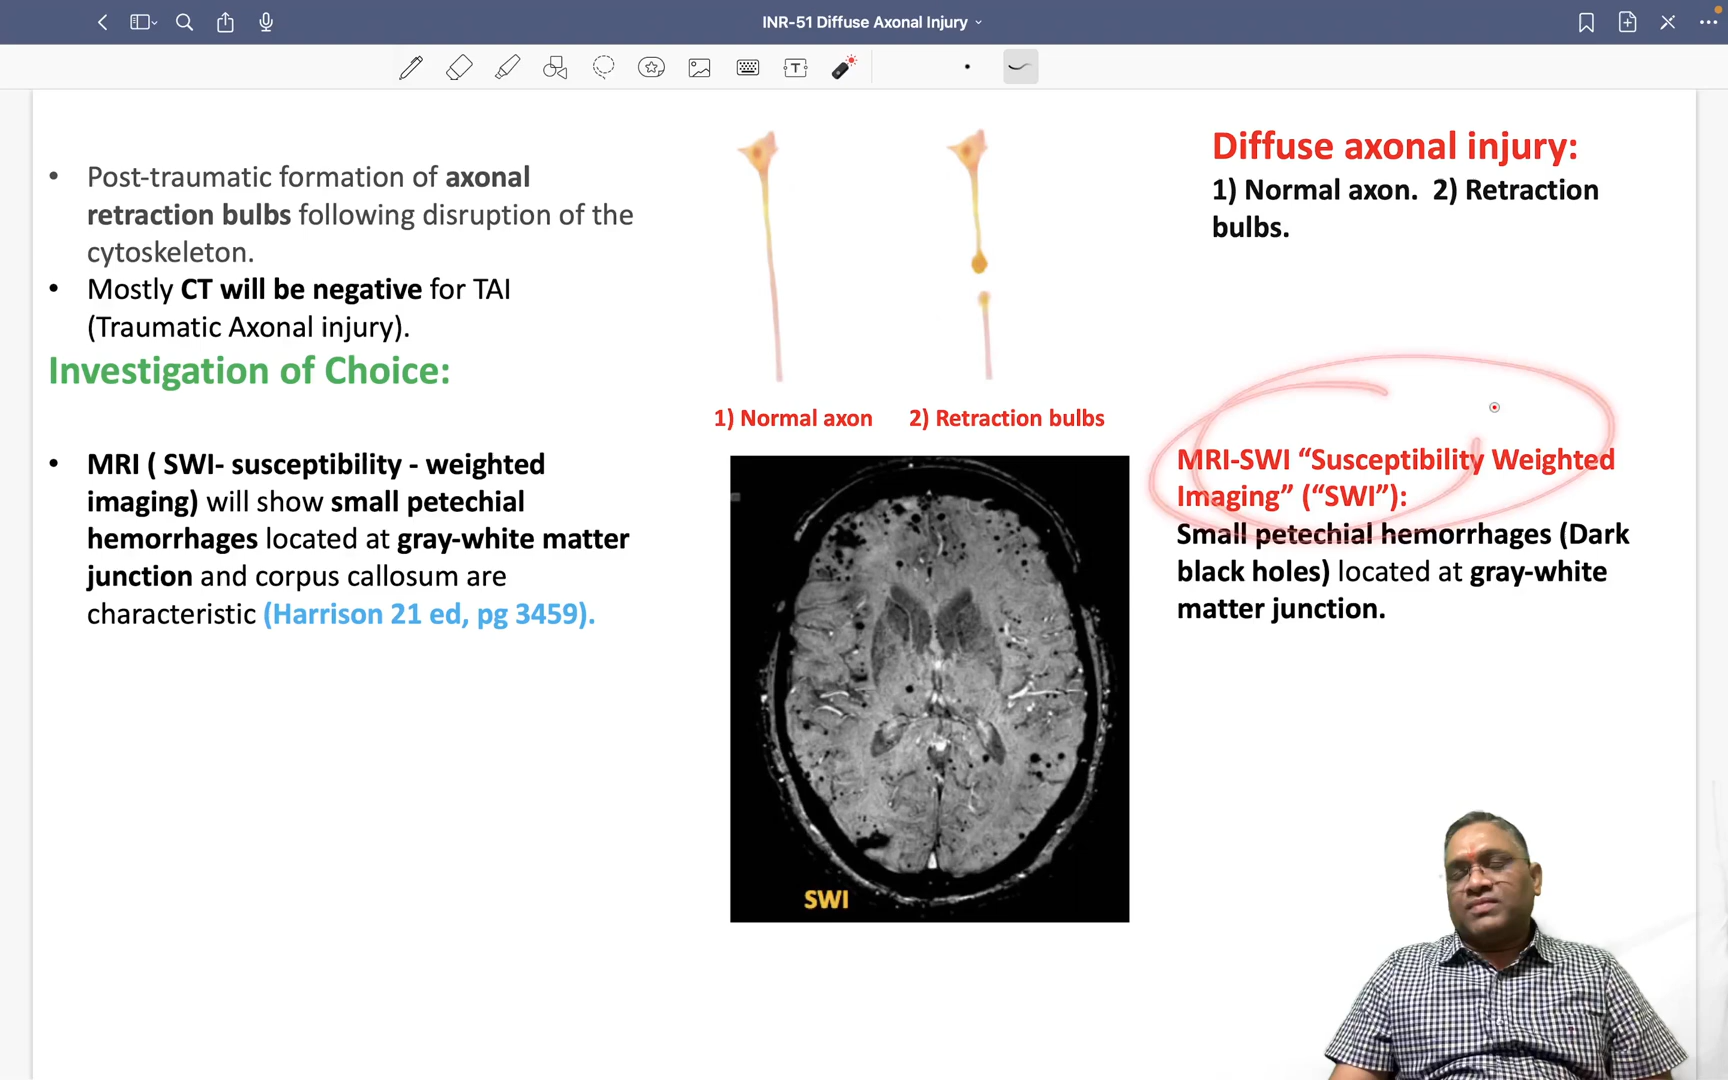 INR-51 Diffuse Axonal Injury
• Post-traumatic formation of axonal
retraction bulbs following disruption of the
cytoskeleton.
• Mostly CT will be negative for TAI
(Traumatic Axonal injury).
Investigation of Choice:
• MRI ( SWI- susceptibility - weighted
imaging) will show small petechial
hemorrhages located at gray-white matter
junction and corpus callosum are
characteristic (Harrison 21 ed, pg 3459).
1) Normal axon
2) Retraction bulbs
SWI
Diffuse axonal injury:
1) Normal axon. 2) Retraction
bulbs.
MRI-SWI “Susceptibility Weighted
Imaging” (“SWI”):
Small petechial hemorrhages (Dark
black holes) located at gray-white
matter junction.